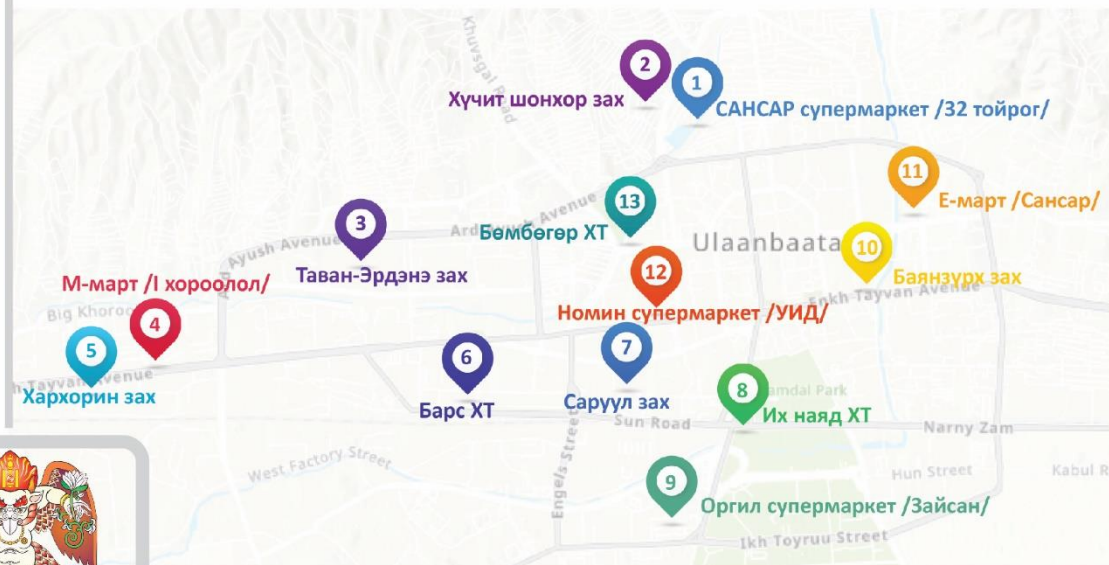 Khuvsgal Road
2
Хүчит шонхор зах
1
САНСАР супермаркет /32 тойрог/
11
Е-март /Сансар/
13
Бөмбөгөр ХТ
3
Таван-Эрдэнэ зах
Ayush Avenue
Avenue
Ulaanbaata
10
Баянзүрх зах
Enkh Tayvan Avenue
12
Номин супермаркет /УИД/
М-март /I хороолол/
Big Khoroo
4
5
Tayvan Avenue
Хархорин зах
6
Барс ХТ
7
Саруул зах
8
Их наяд ХТ
Park
Sun Road
Narny Zam
West Factory Street
Engels Street
Hun Street
Kabul R
9
Оргил супермаркет /Зайсан/
Ikh Toyruu Street